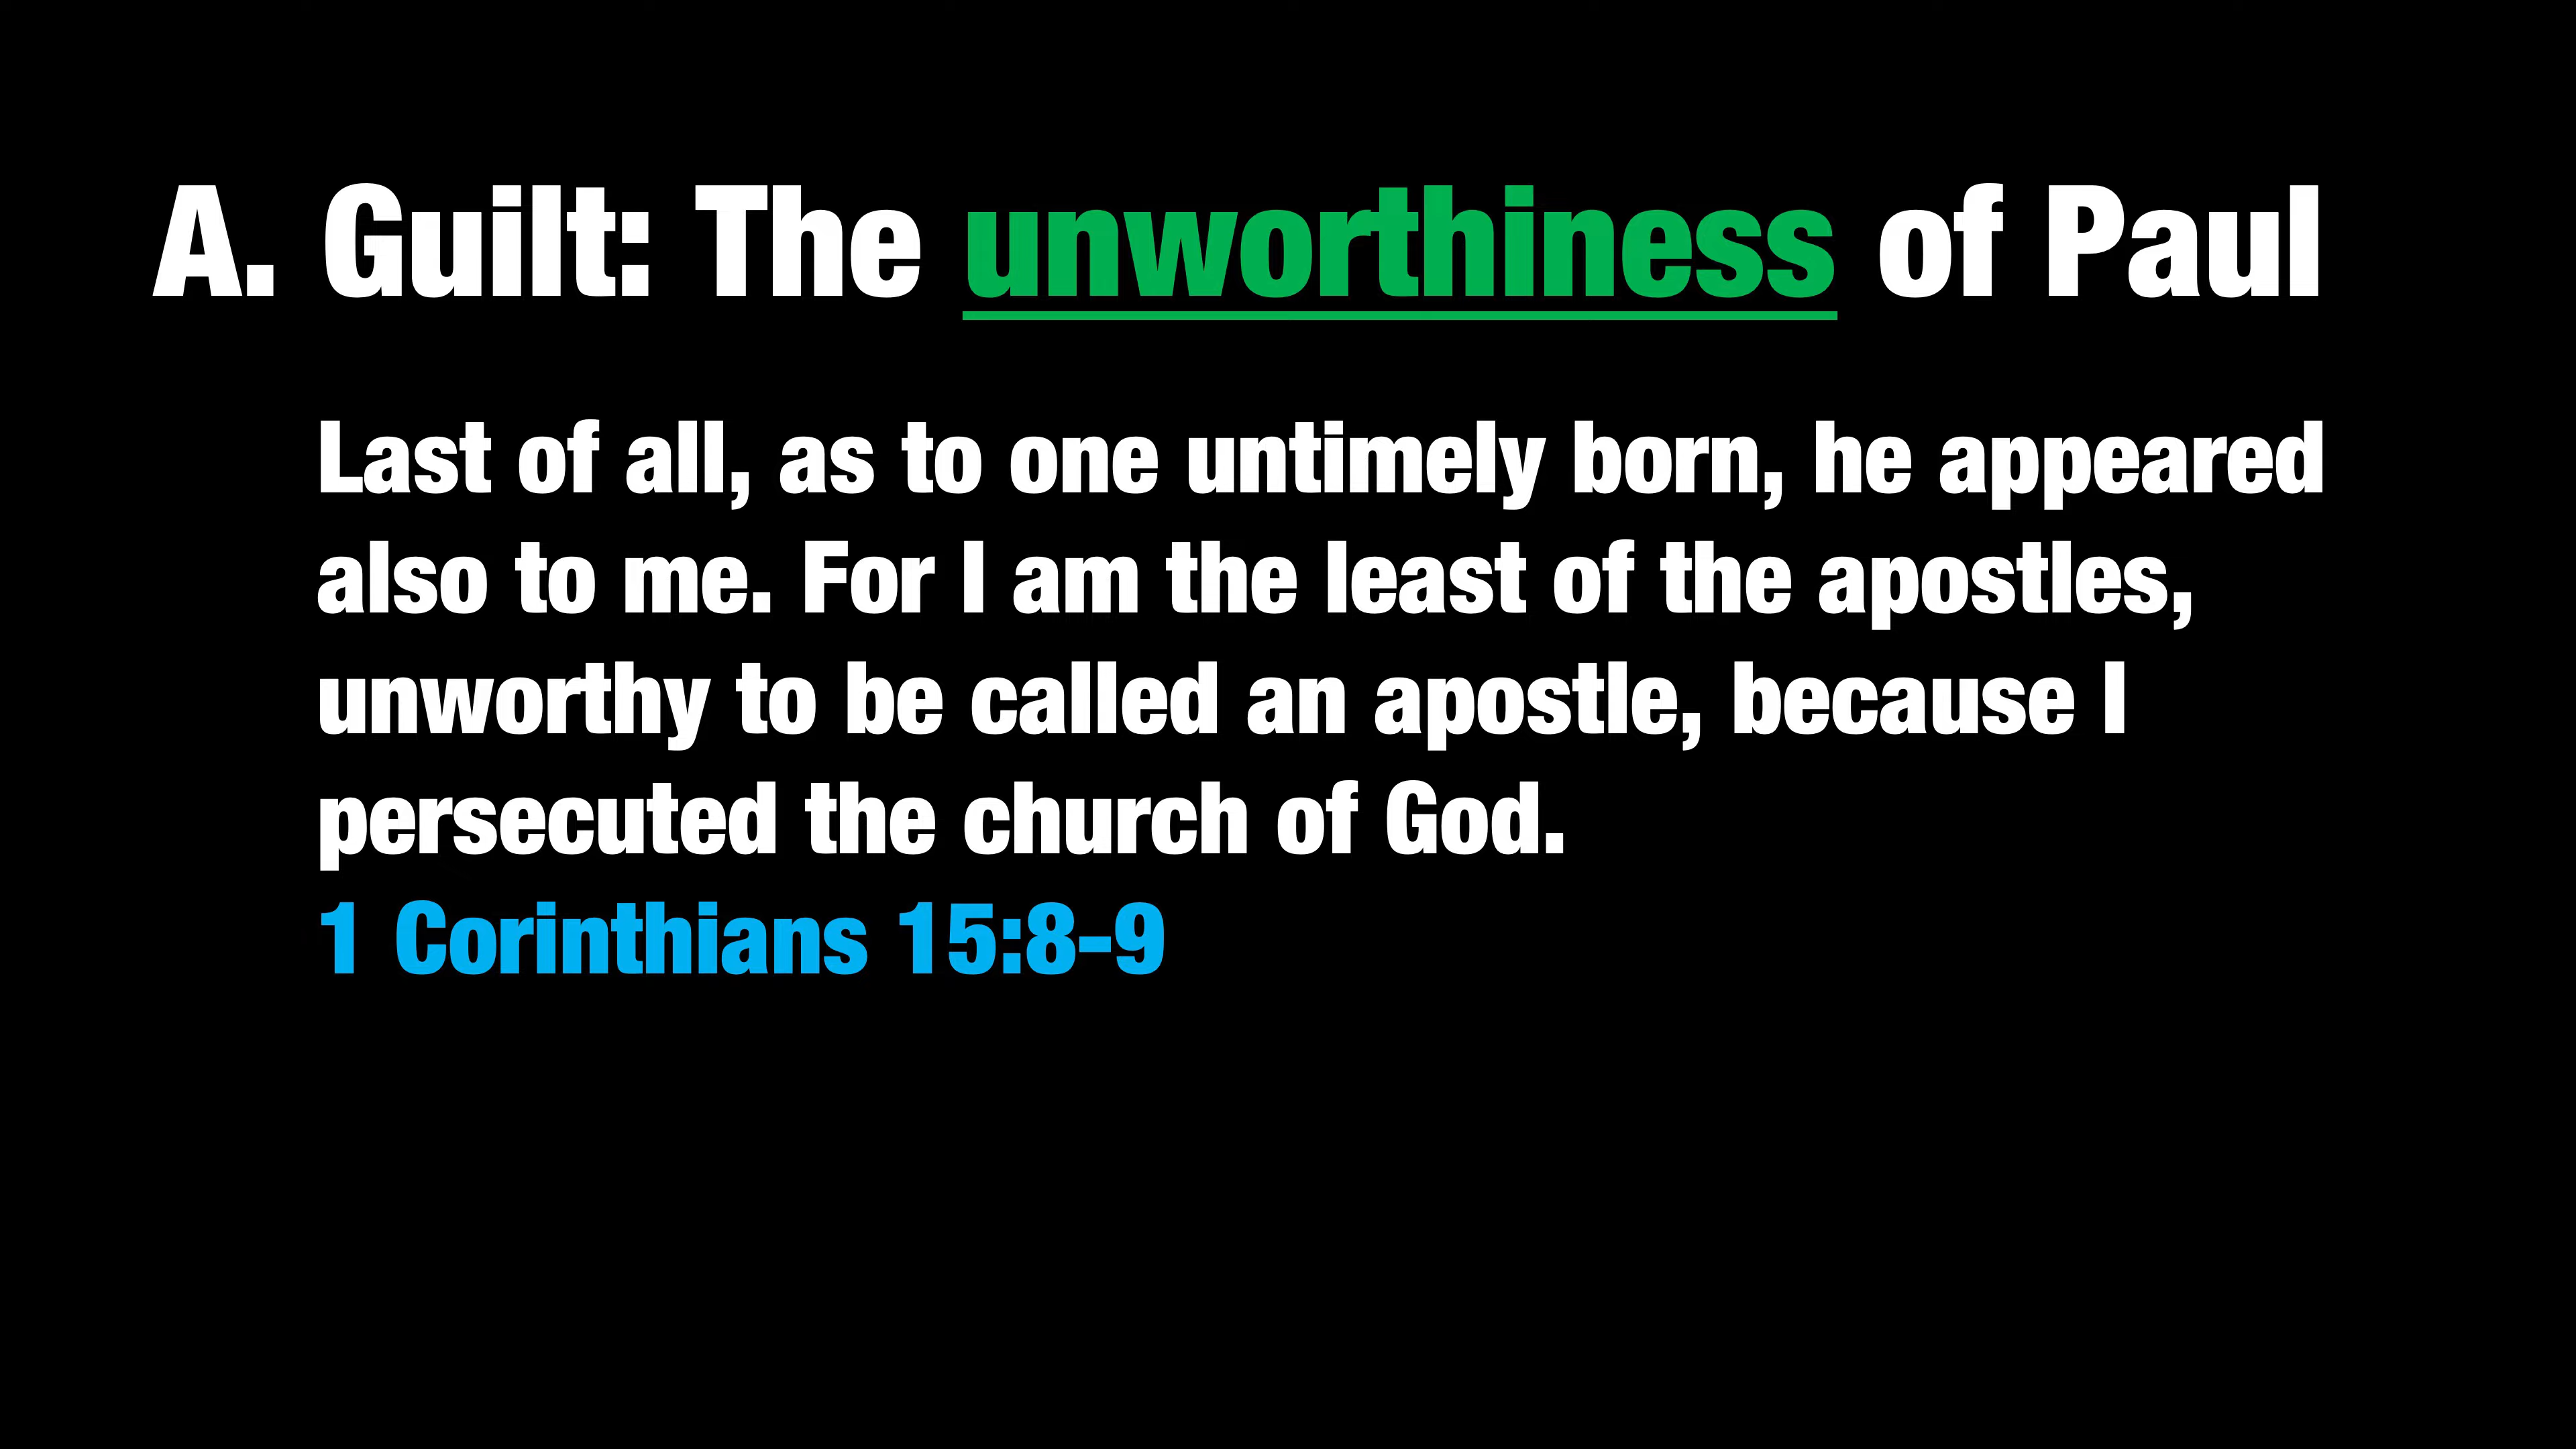 A. Guilt: The unworthiness of Paul
Last of all, as to one untimely born, he appeared
also to me. For I am the least of the apostles,
unworthy to be called an apostle, because I
persecuted the church of God.
1 Corinthians 15:8-9